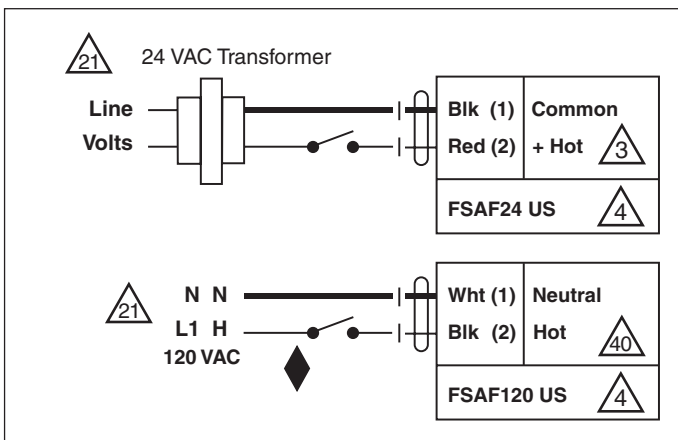 21 24 VAC Transformer
Line
Volts
Blk (1) Common
Red (2) + Hot 3
FSAF24 US 4
21
N N
L1 H
120 VAC
Wht (1) Neutral
Blk (2) Hot 40
FSAF120 US 4